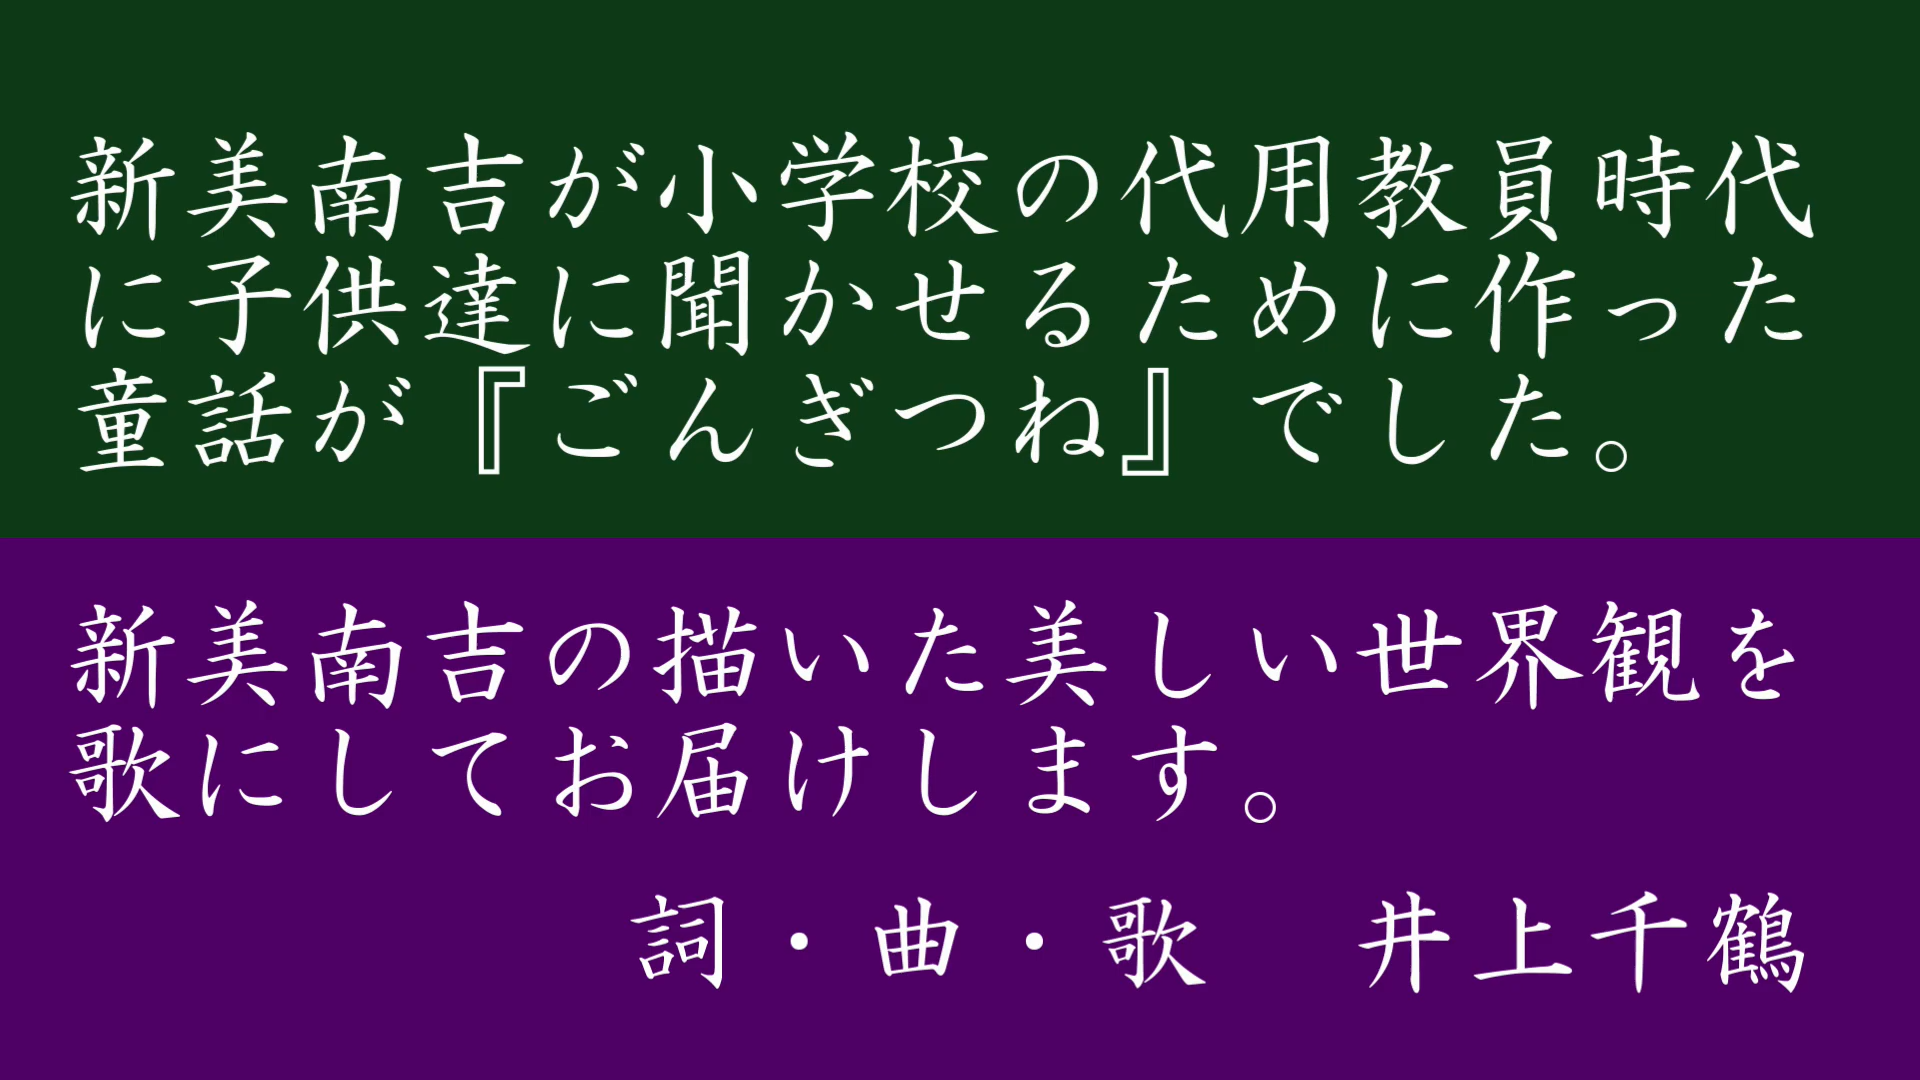 新美南吉が小学校の代用教員時代
に子供達に聞かせるために作った
童話が『ごんぎつね』でした。
新美南吉の描いた美しい世界観を
歌にしてお届けします。
詞・曲・歌　井上千鶴